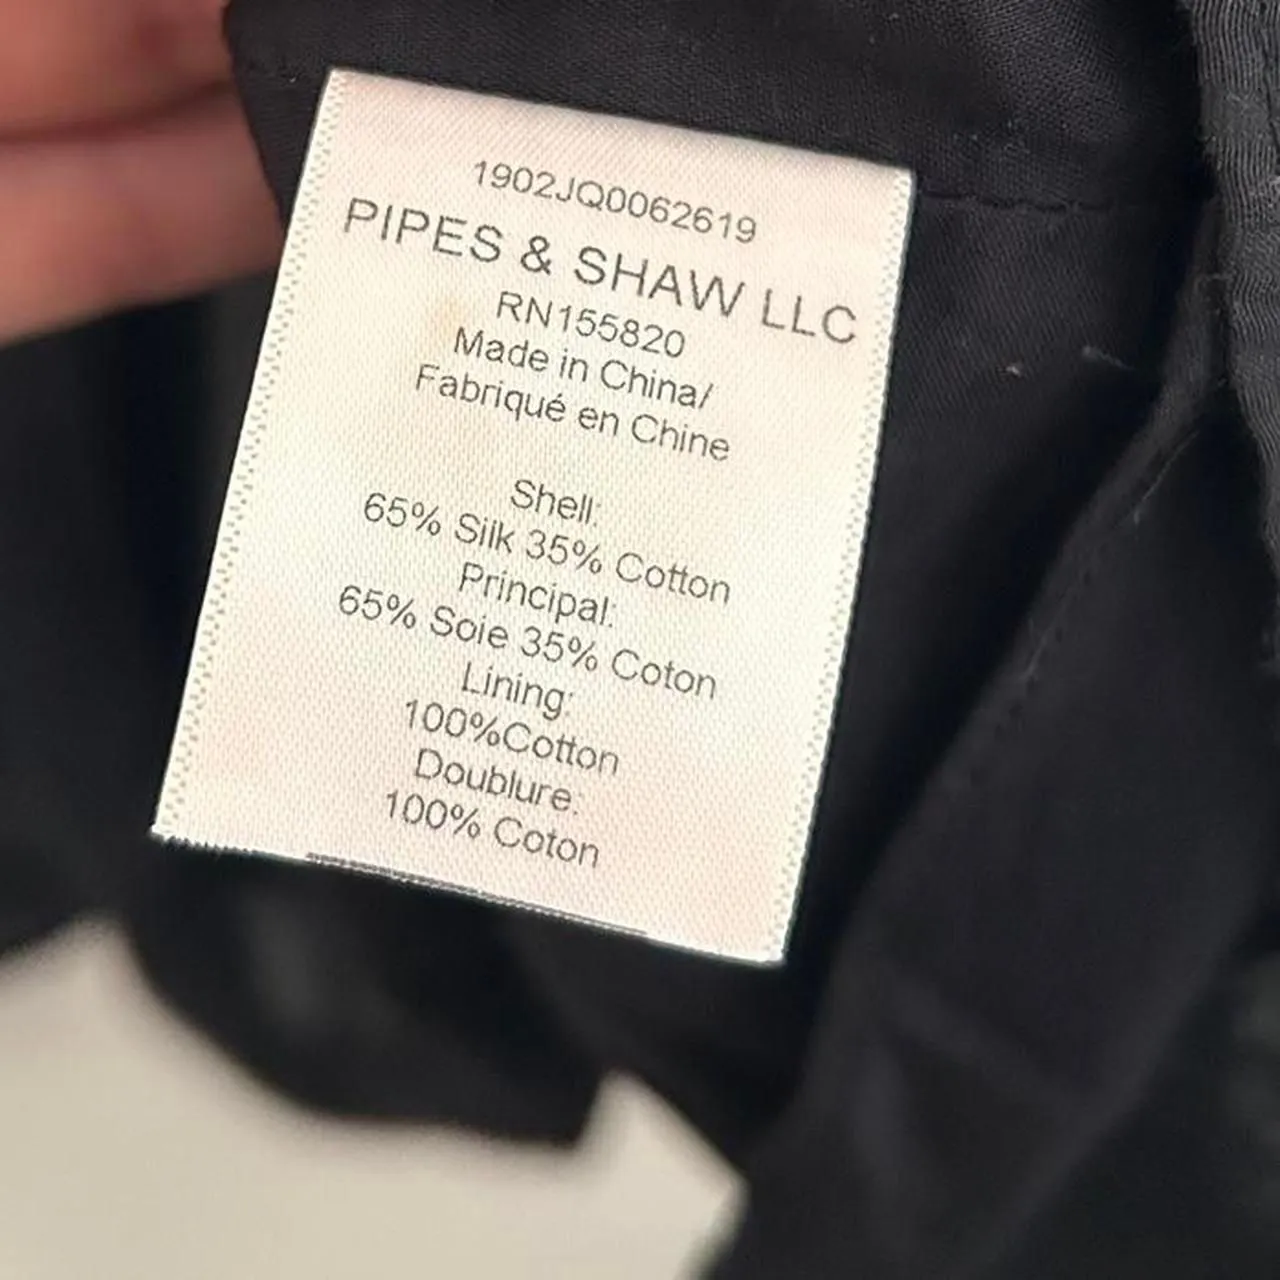 1902JQ0062619
PIPES & SHAW LLC
RN155820
Made in China/
Fabriqué en Chine
Shell:
65% Silk 35% Cotton
Principal:
65% Soie 35% Coton
Lining:
100%Cotton
Doublure:
100% Coton